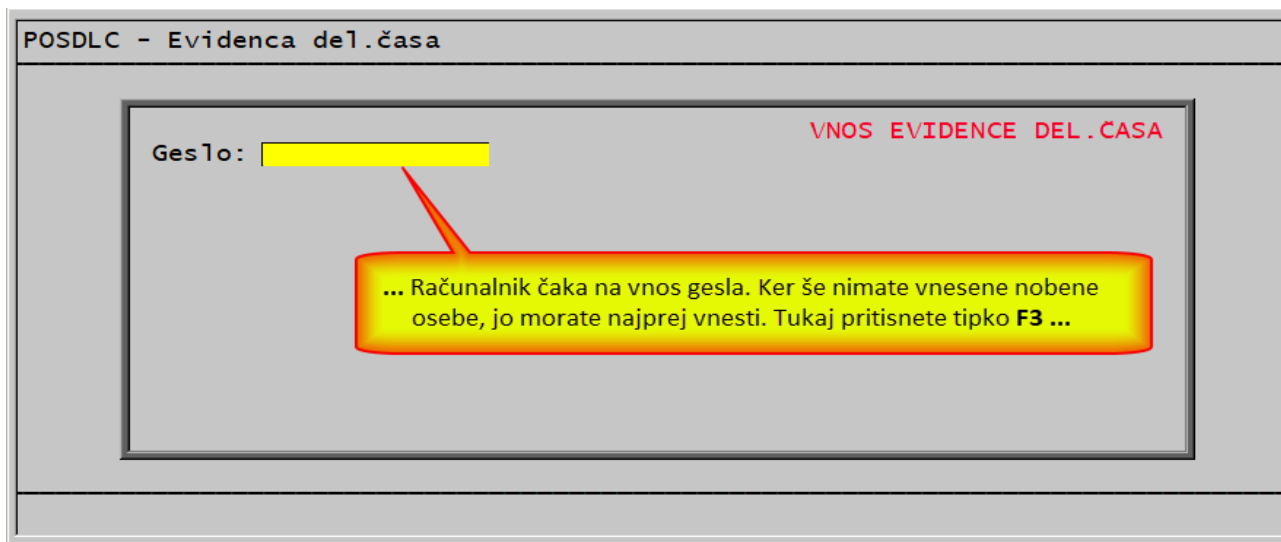 POSDLC - Evidenca del.časa
VNOS EVIDENCE DEL.ČASA
Geslo:
... Računalnik čaka na vnos gesla. Ker še nimate vnesene nobene
osebe, jo morate najprej vnesti. Tukaj pritisnete tipko F3 ...